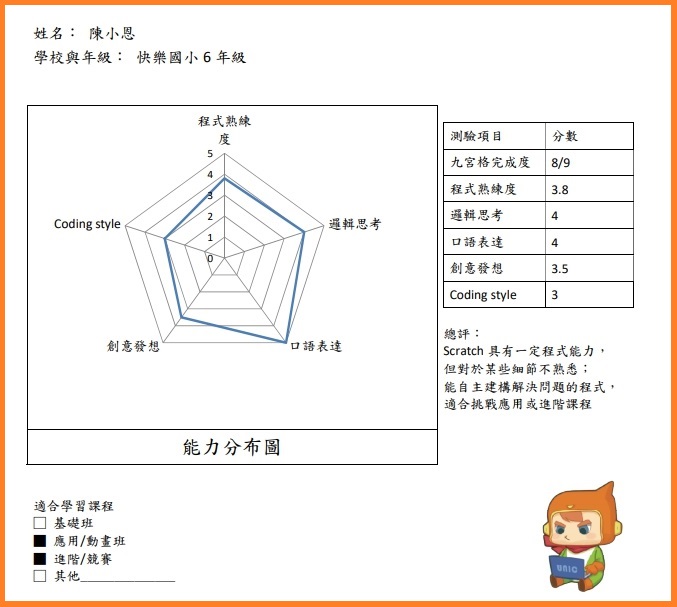 姓名： 陳小恩
學校與年級： 快樂國小 6 年級
程式熟練
度
5
4
3
2
1
0
Coding style
邏輯思考
創意發想
口語表達
能力分布圖
測驗項目 分數
九宮格完成度 8/9
程式熟練度 3.8
邏輯思考 4
口語表達 4
創意發想 3.5
Coding style 3
總評：
Scratch 具有一定程式能力，
但對於某些細節不熟悉；
能自主建構解決問題的程式，
適合挑戰應用或進階課程
適合學習課程
□ 基礎班
■ 應用/動畫班
■ 進階/競賽
□ 其他______________